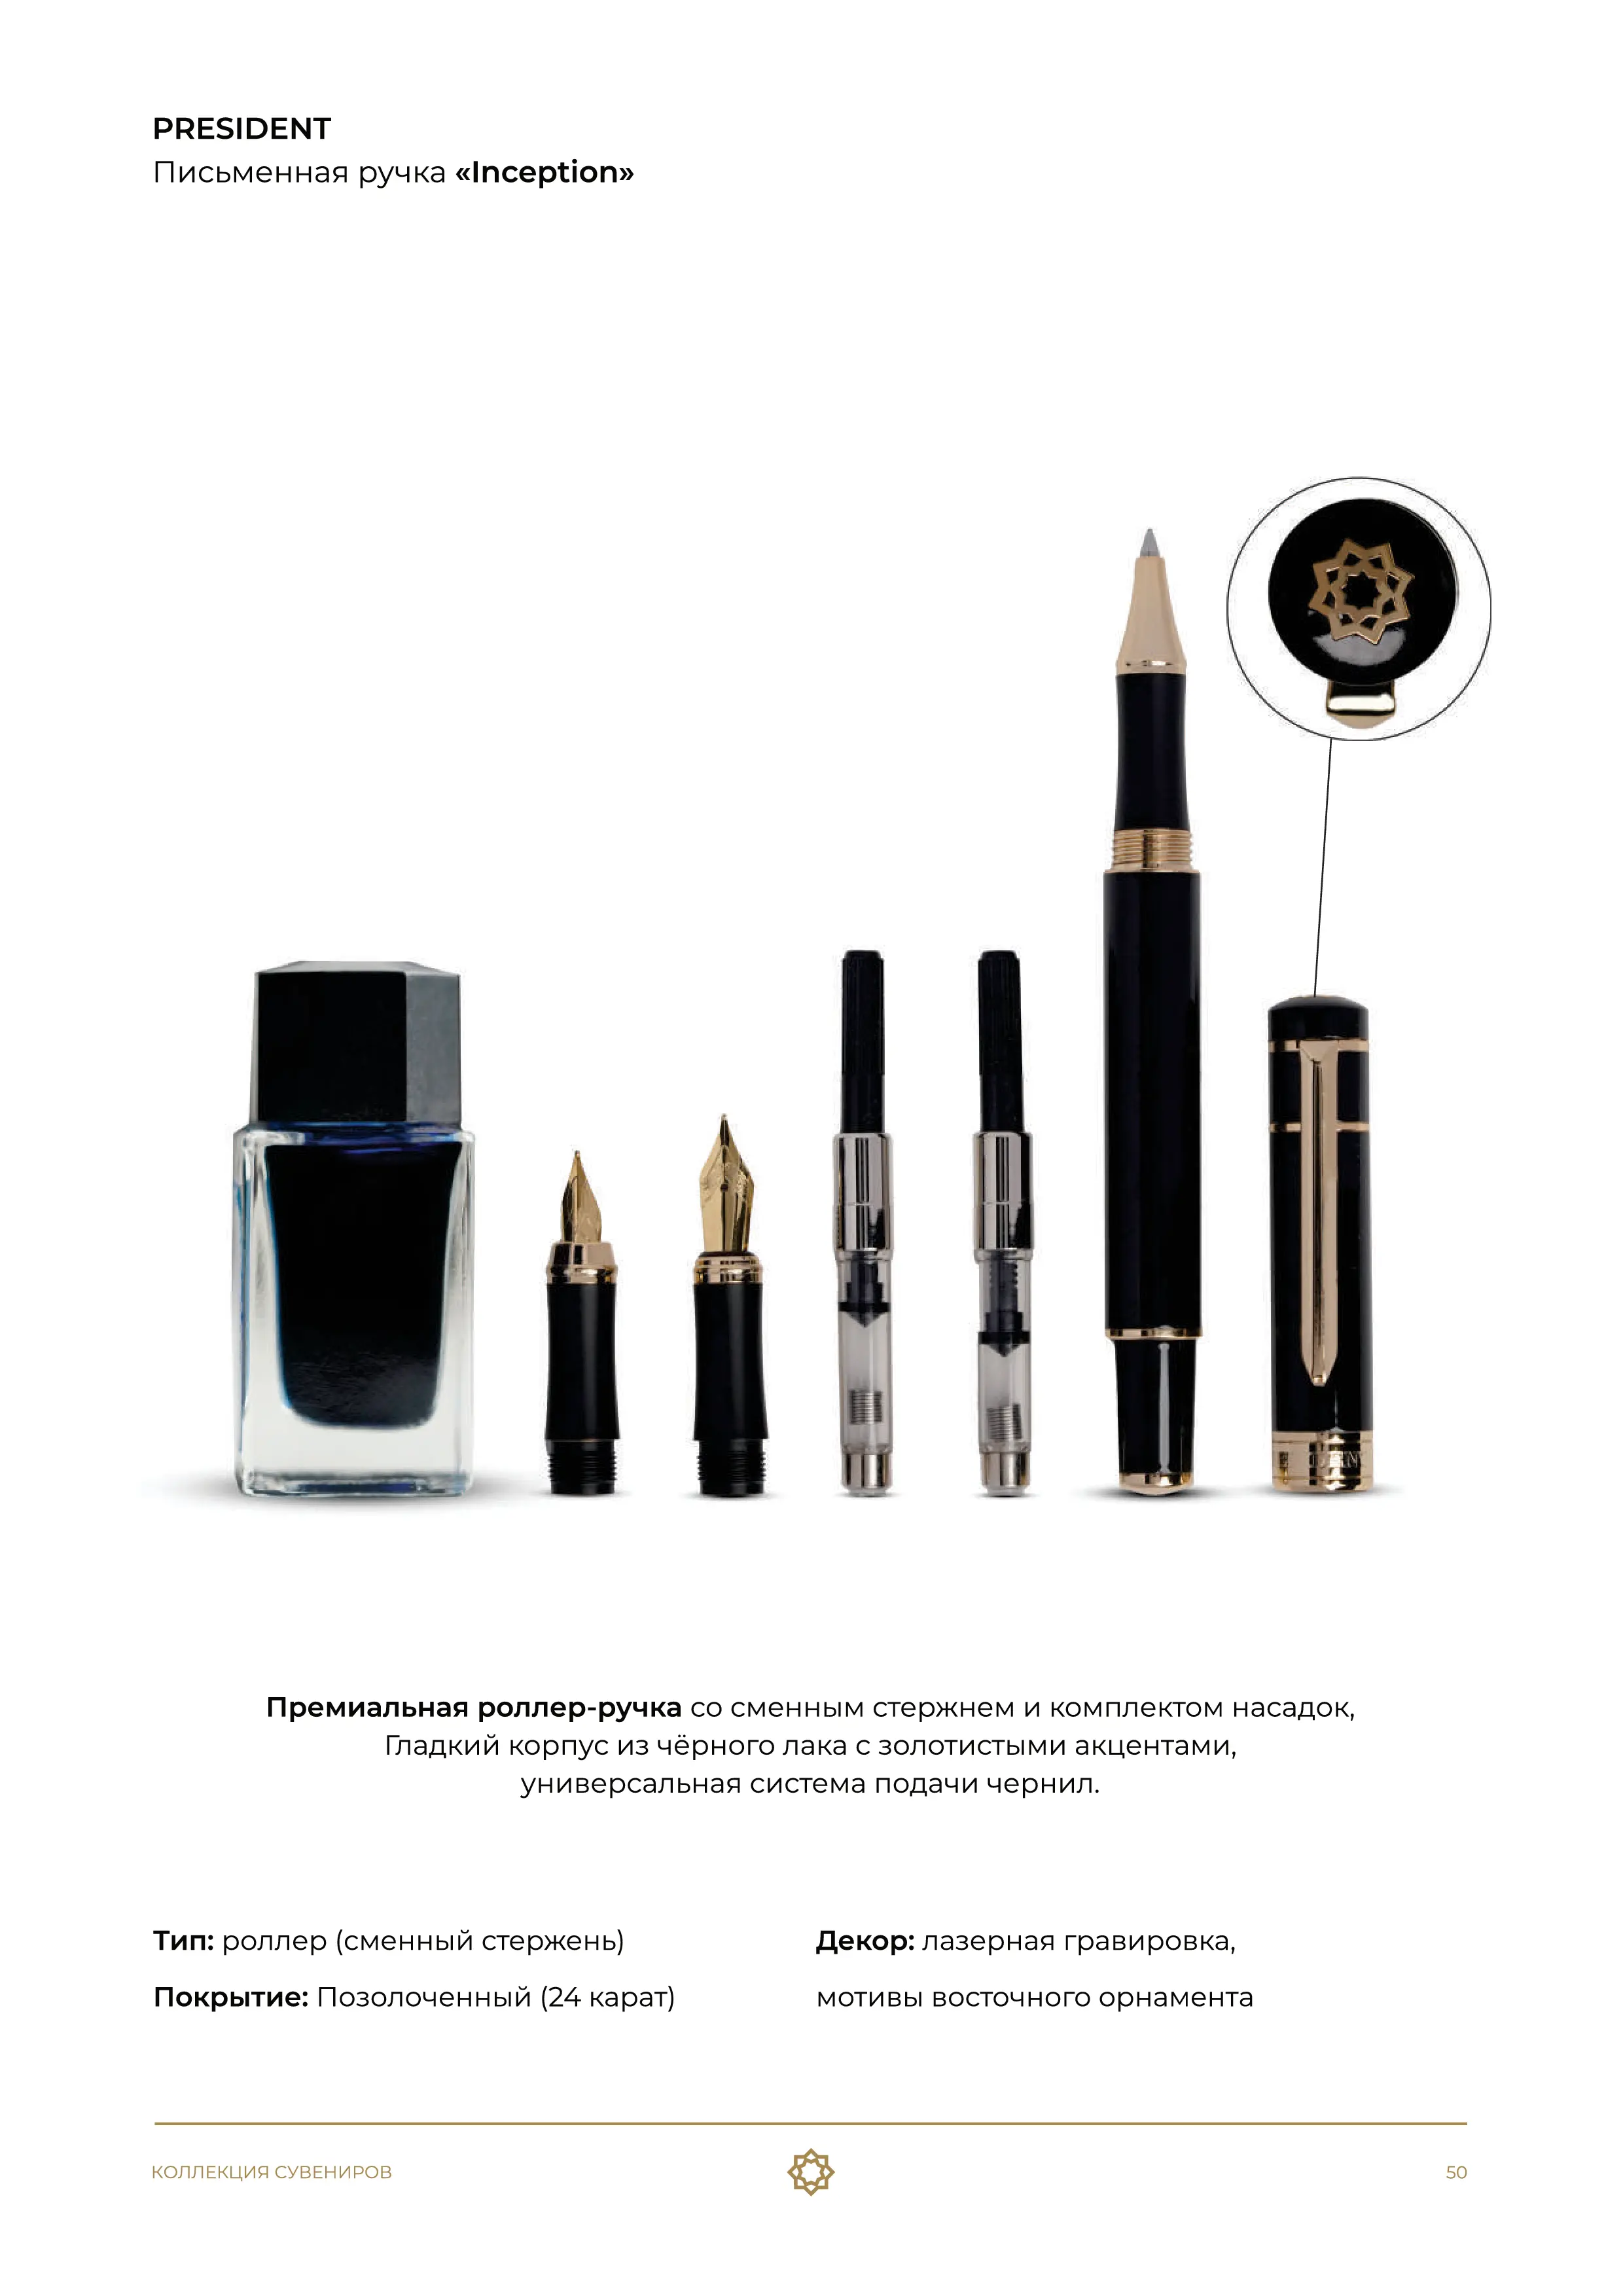 PRESIDENT
Письменная ручка «Inception»
Премиальная роллер-ручка со сменным стержнем и комплектом насадок,
Гладкий корпус из чёрного лака с золотистыми акцентами,
универсальная система подачи чернил.
Тип: роллер (сменный стержень)
Покрытие: Позолоченный (24 карат)
Декор: лазерная гравировка,
мотивы восточного орнамента
КОЛЛЕКЦИЯ СУВЕНИРОВ
50